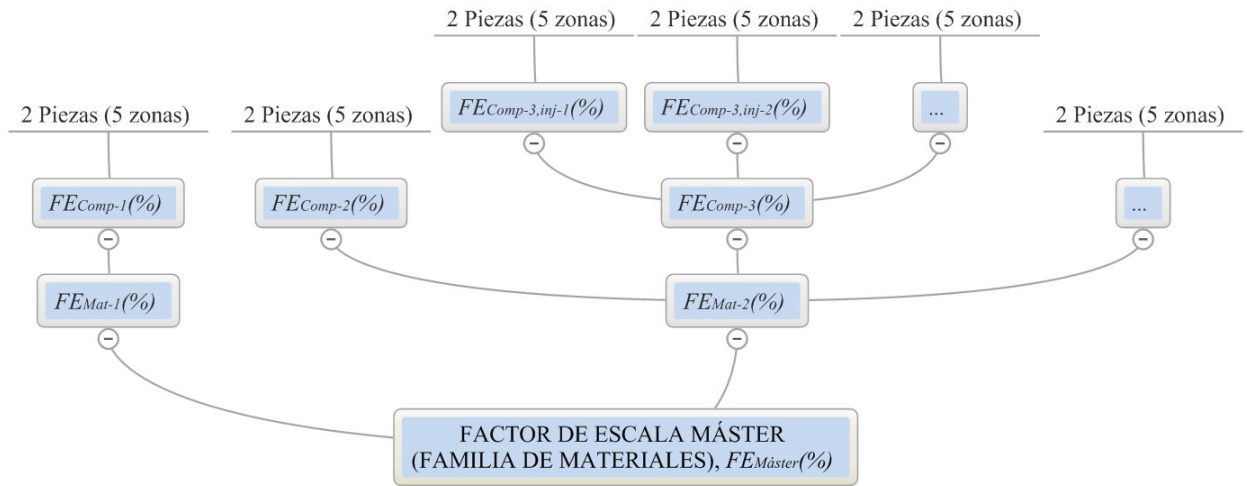 2 Piezas (5 zonas)
2 Piezas (5 zonas)
2 Piezas (5 zonas)
FEComp-3,inj-1(%)
FEComp-3,inj-2(%)
...
2 Piezas (5 zonas)
2 Piezas (5 zonas)
2 Piezas (5 zonas)
FEComp-1(%)
FEComp-2(%)
FEComp-3(%)
...
FEMat-1(%)
FEMat-2(%)
FACTOR DE ESCALA MÁSTER
(FAMILIA DE MATERIALES), FEMáster(%)